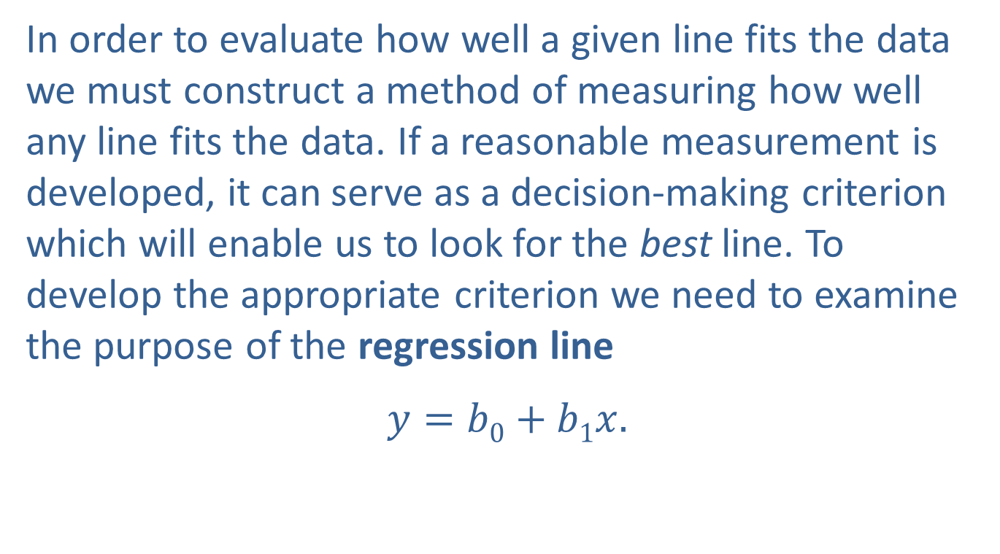 In order to evaluate how well a given line fits the data
we must construct a method of measuring how well
any line fits the data. If a reasonable measurement is
developed, it can serve as a decision-making criterion
which will enable us to look for the best line. To
develop the appropriate criterion we need to examine
the purpose of the regression line
y = b₀ + b₁x.